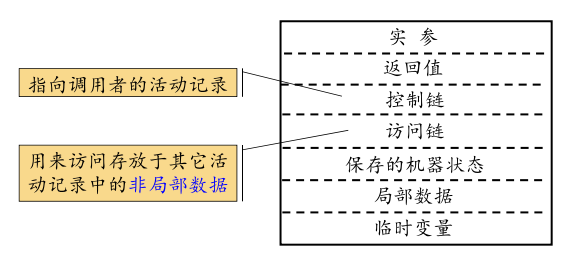 实 参
返回值
指向调用者的活动记录
控制链
访问链
用来访问存放于其它活
动记录中的非局部数据
保存的机器状态
局部数据
临时变量